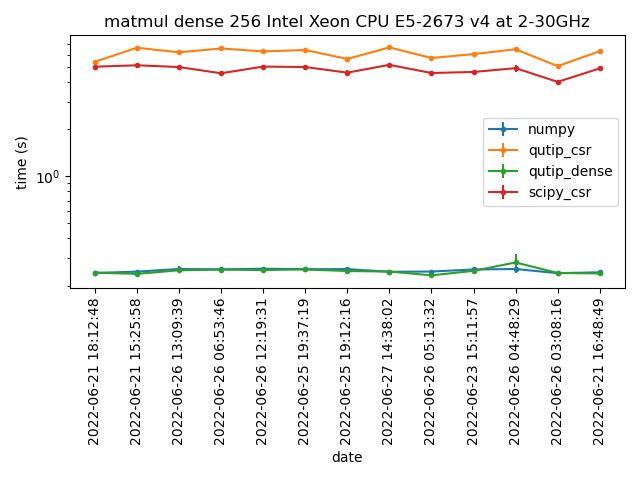 matmul dense 256 Intel Xeon CPU E5-2673 v4 at 2-30GHz
time (s)
10^0
numpy
qutip_csr
qutip_dense
scipy_csr
2022-06-21 18:12:48
2022-06-21 15:25:58
2022-06-26 13:09:39
2022-06-26 06:53:46
2022-06-26 12:19:31
2022-06-25 19:37:19
2022-06-25 19:12:16
2022-06-27 14:38:02
2022-06-26 05:13:32
2022-06-23 15:11:57
2022-06-26 04:48:29
2022-06-26 03:08:16
2022-06-21 16:48:49
date